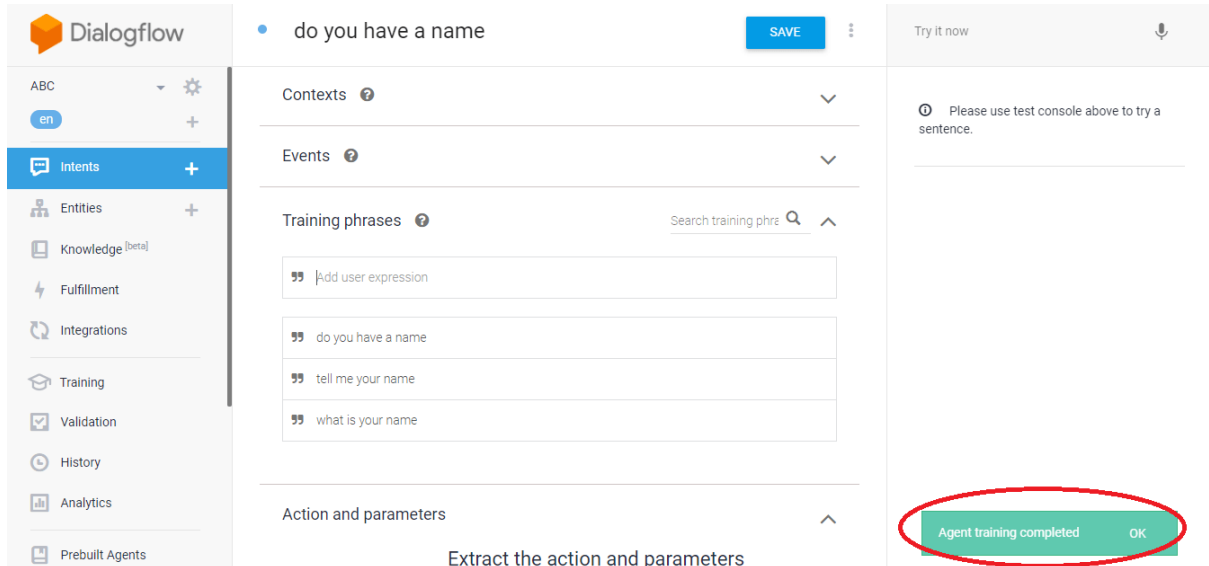 Dialogflow
ABC
en
Intents
Entities
Knowledge [beta]
Fulfillment
Integrations
Training
Validation
History
Analytics
Prebuilt Agents
do you have a name
SAVE
Contexts ?
Events ?
Training phrases ?
Search training phra
Add user expression
do you have a name
tell me your name
what is your name
Action and parameters
Extract the action and parameters
Try it now
Please use test console above to try a
sentence.
Agent training completed OK